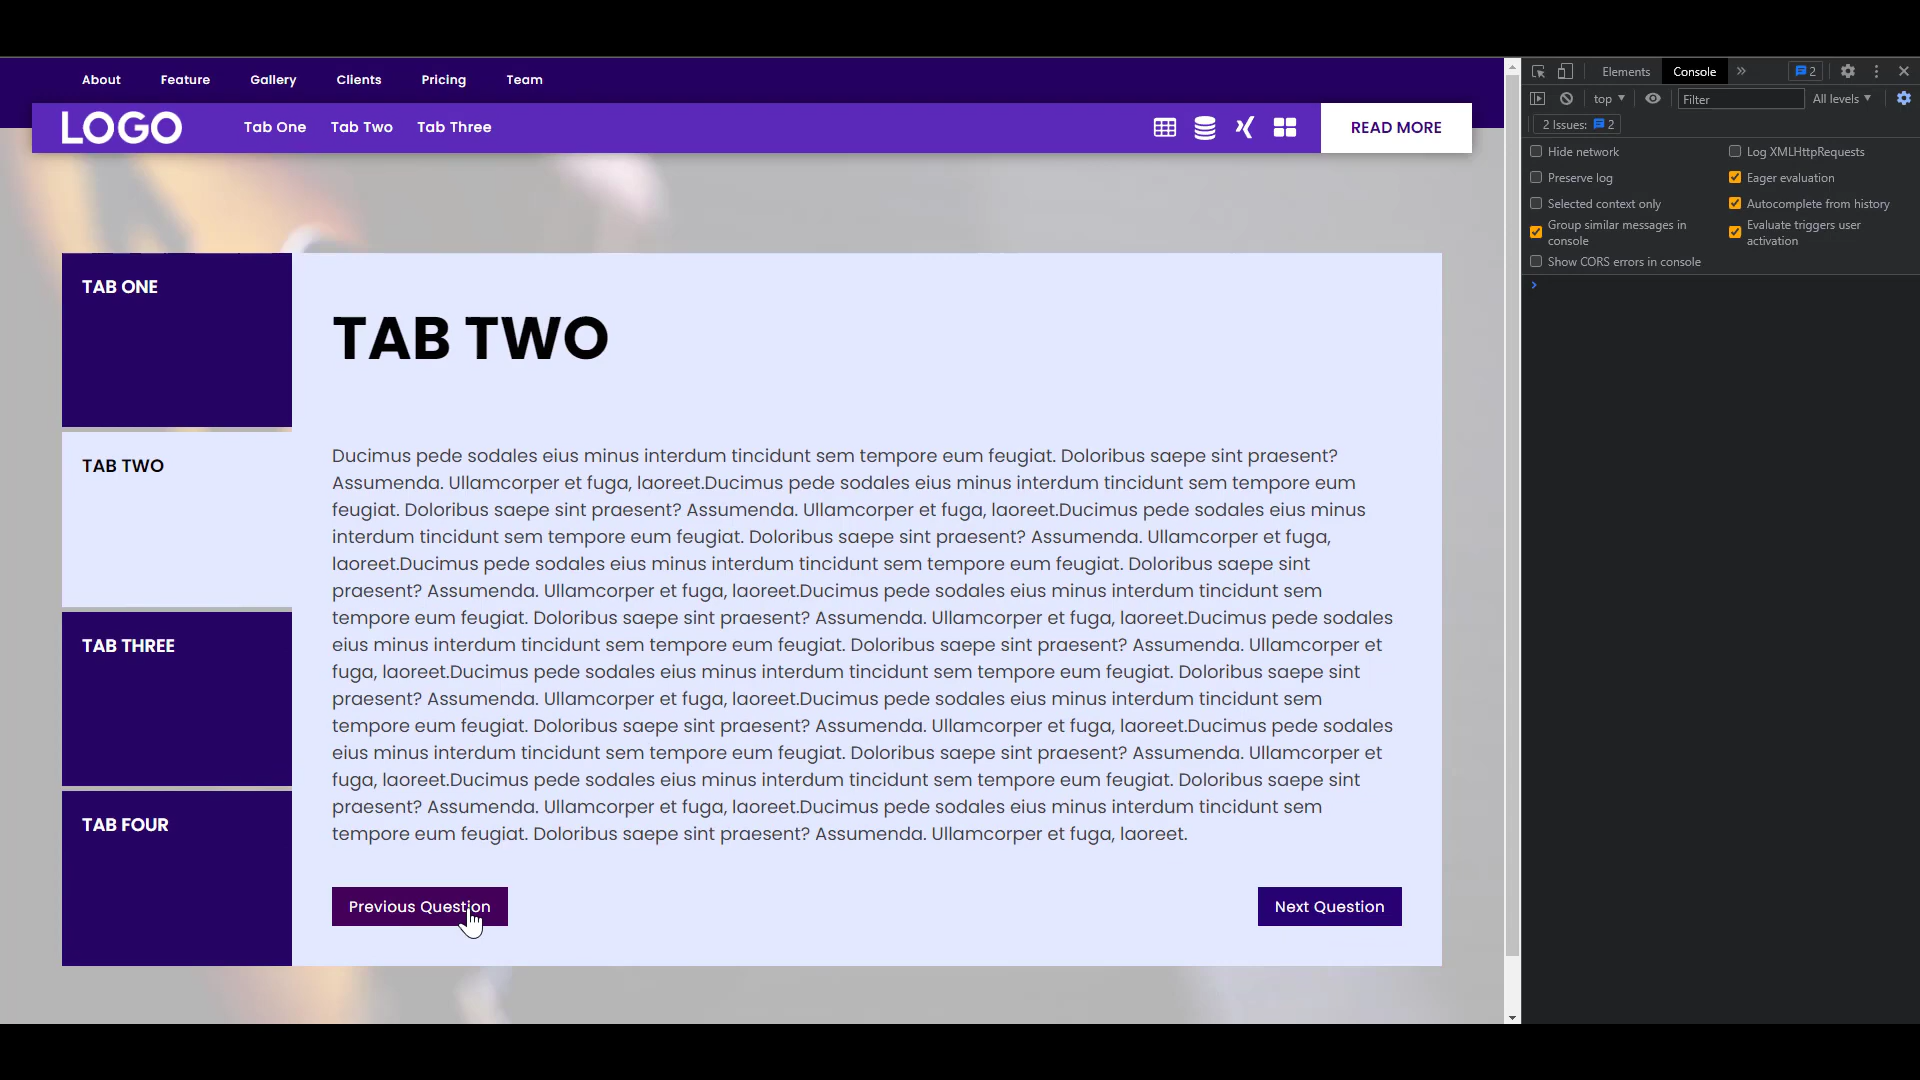 About Feature Gallery Clients Pricing Team
LOGO Tab One Tab Two Tab Three READ MORE
TAB ONE
TAB TWO
TAB THREE
TAB FOUR
TAB TWO
Ducimus pede sodales eius minus interdum tincidunt sem tempore eum feugiat. Doloribus saepe sint praesent?
Assumenda. Ullamcorper et fuga, laoreet.Ducimus pede sodales eius minus interdum tincidunt sem tempore eum
feugiat. Doloribus saepe sint praesent? Assumenda. Ullamcorper et fuga, laoreet.Ducimus pede sodales eius minus
interdum tincidunt sem tempore eum feugiat. Doloribus saepe sint praesent? Assumenda. Ullamcorper et fuga,
laoreet.Ducimus pede sodales eius minus interdum tincidunt sem tempore eum feugiat. Doloribus saepe sint
praesent? Assumenda. Ullamcorper et fuga, laoreet.Ducimus pede sodales eius minus interdum tincidunt sem
tempore eum feugiat. Doloribus saepe sint praesent? Assumenda. Ullamcorper et fuga, laoreet.Ducimus pede sodales
eius minus interdum tincidunt sem tempore eum feugiat. Doloribus saepe sint praesent? Assumenda. Ullamcorper et
fuga, laoreet.Ducimus pede sodales eius minus interdum tincidunt sem tempore eum feugiat. Doloribus saepe sint
praesent? Assumenda. Ullamcorper et fuga, laoreet.Ducimus pede sodales eius minus interdum tincidunt sem
tempore eum feugiat. Doloribus saepe sint praesent? Assumenda. Ullamcorper et fuga, laoreet.Ducimus pede sodales
eius minus interdum tincidunt sem tempore eum feugiat. Doloribus saepe sint praesent? Assumenda. Ullamcorper et
fuga, laoreet.Ducimus pede sodales eius minus interdum tincidunt sem tempore eum feugiat. Doloribus saepe sint
praesent? Assumenda. Ullamcorper et fuga, laoreet.Ducimus pede sodales eius minus interdum tincidunt sem
tempore eum feugiat. Doloribus saepe sint praesent? Assumenda. Ullamcorper et fuga, laoreet.
Previous Question Next Question
Elements Console 2
top Filter All levels
2 Issues: 2
Hide network Log XMLHttpRequests
Preserve log Eager evaluation
Selected context only Autocomplete from history
Group similar messages in Evaluate triggers user
console activation
Show CORS errors in console